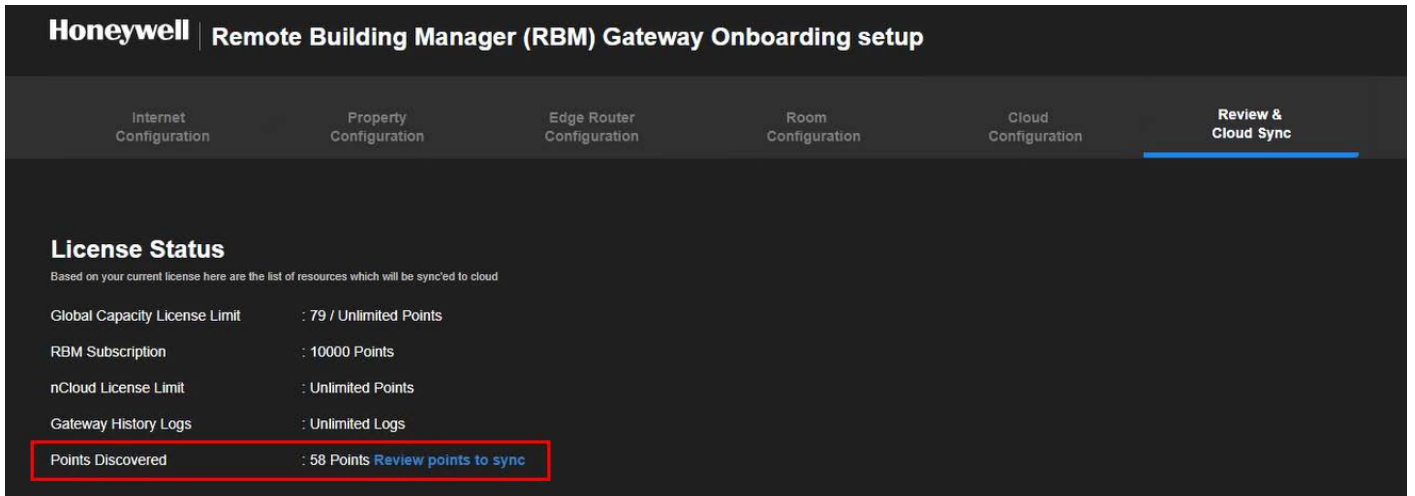 Honeywell | Remote Building Manager (RBM) Gateway Onboarding setup
Internet Configuration
Property Configuration
Edge Router Configuration
Room Configuration
Cloud Configuration
Review & Cloud Sync
License Status
Based on your current license here are the list of resources which will be sync'ed to cloud
Global Capacity License Limit : 79 / Unlimited Points
RBM Subscription : 10000 Points
nCloud License Limit : Unlimited Points
Gateway History Logs : Unlimited Logs
Points Discovered : 58 Points Review points to sync